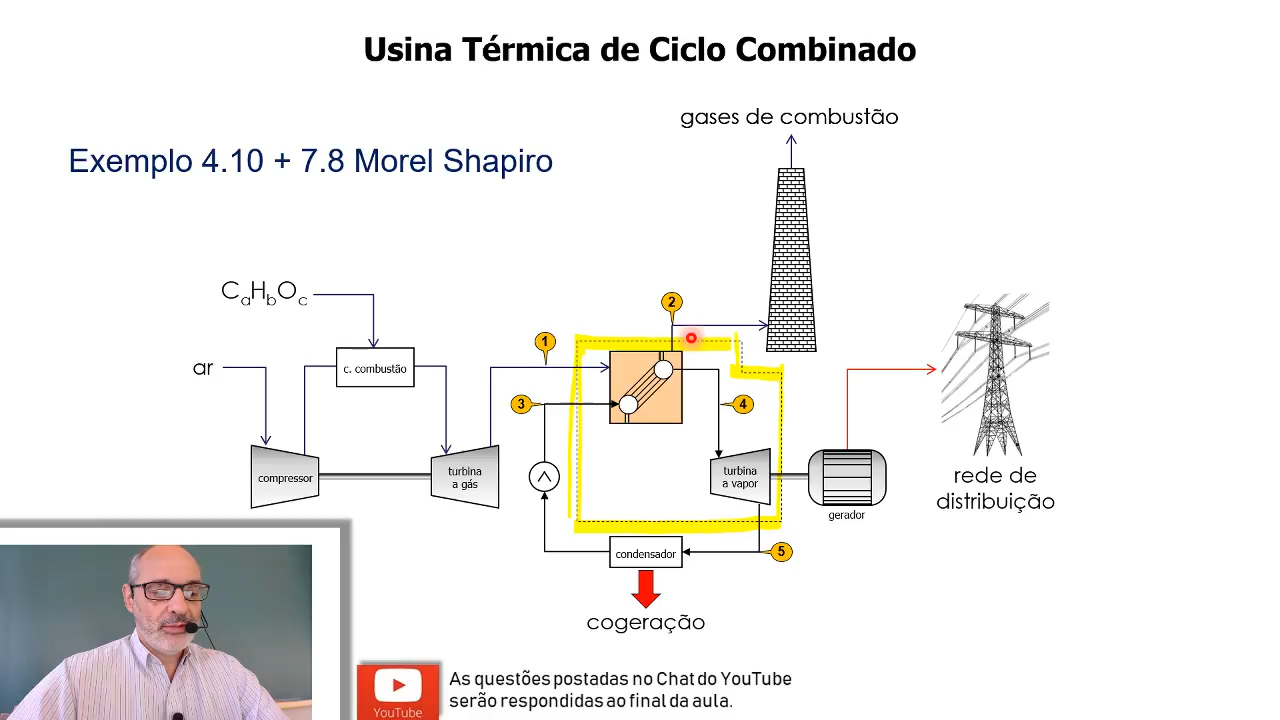 Usina Térmica de Ciclo Combinado
gases de combustão
Exemplo 4.10 + 7.8 Morel Shapiro
CaHbOc
2
1
ar
c. combustão
3
4
compressor
turbina
a gás
turbina
a vapor
gerador
rede de
distribuição
condensador
5
cogeração
As questões postadas no Chat do YouTube
serão respondidas ao final da aula.
YouTube